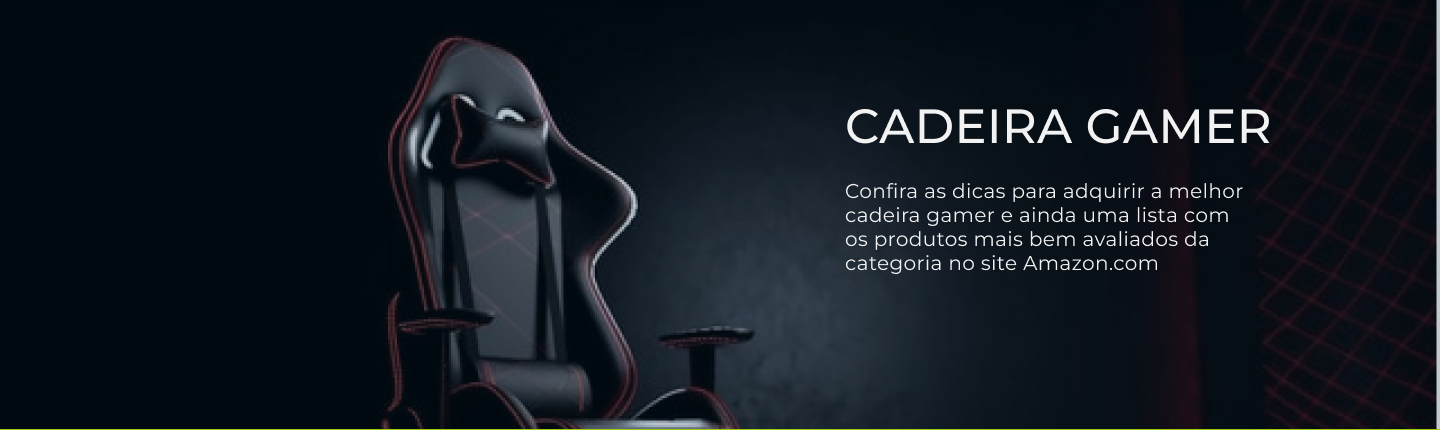 CADEIRA GAMER
Confira as dicas para adquirir a melhor
cadeira gamer e ainda uma lista com
os produtos mais bem avaliados da
categoria no site Amazon.com